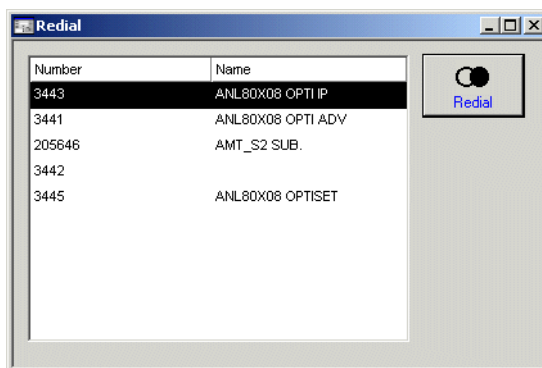 Redial
Number Name
3443 ANL80X08 OPTI IP
3441 ANL80X08 OPTI ADV
205646 AMT_S2 SUB.
3442
3445 ANL80X08 OPTISET
Redial